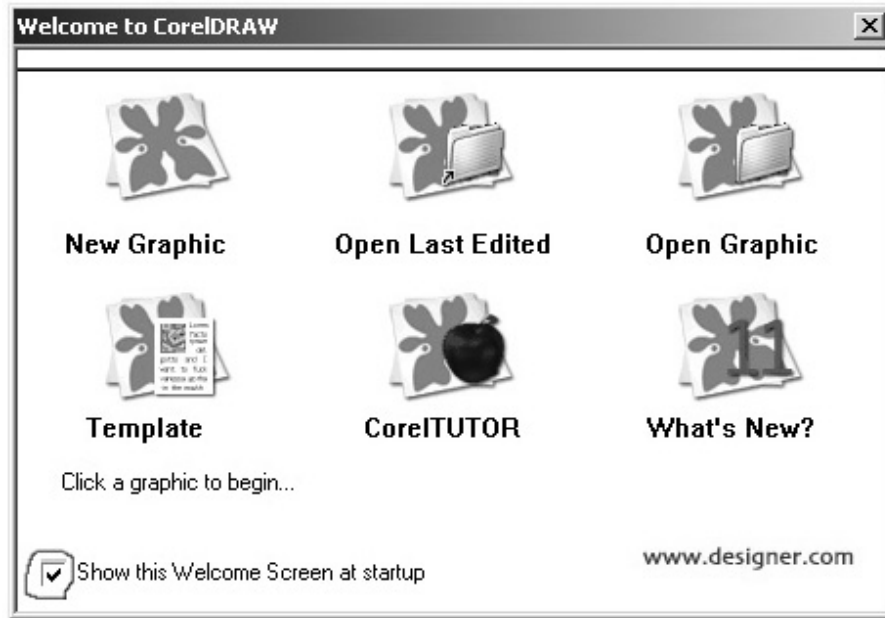 Welcome to CorelDRAW
New Graphic
Open Last Edited
Open Graphic
11
Template
CorelTUTOR
What's New?
Click a graphic to begin...
Show this Welcome Screen at startup
www.designer.com